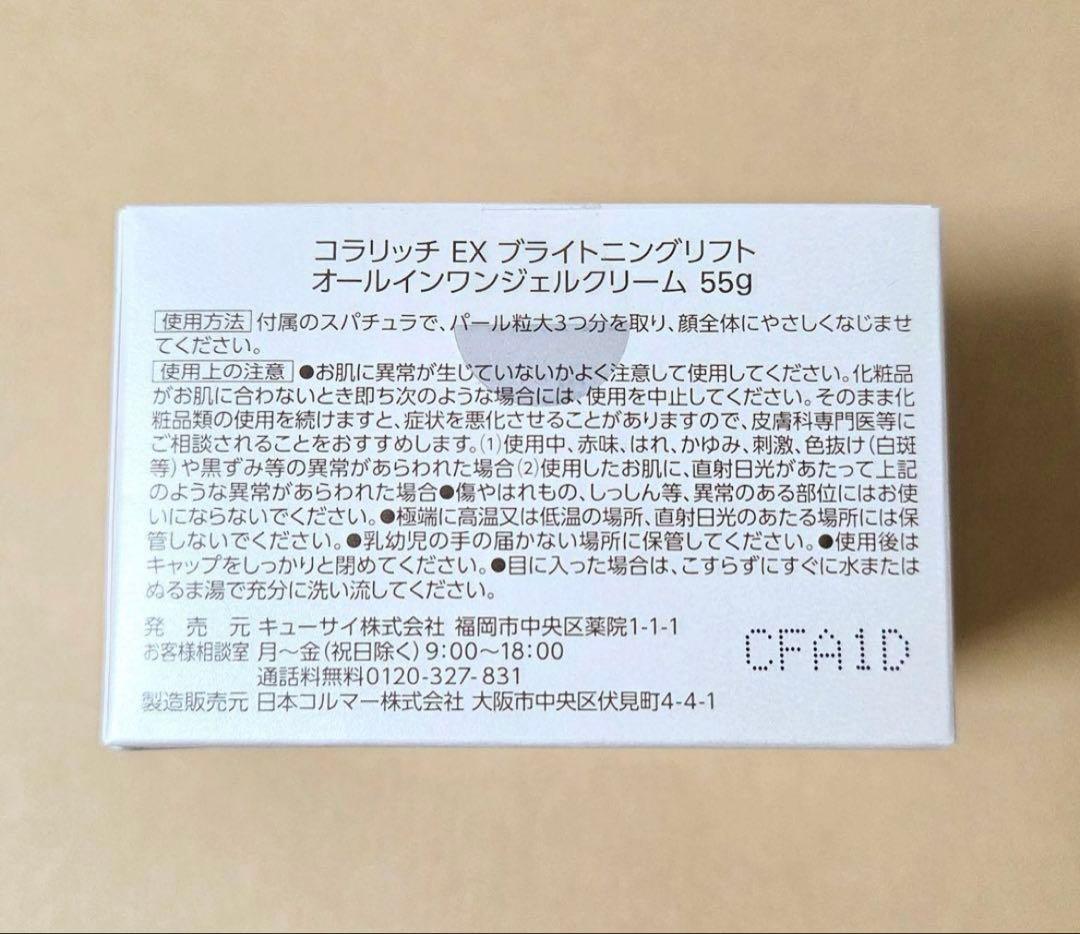 コラリッチ EX ブライトニングリフト
オールインワンジェルクリーム 55g
使用方法 付属のスパチュラで、パール粒大3つ分を取り、顔全体にやさしくなじませ
てください。
使用上の注意 ●お肌に異常が生じていないかよく注意して使用してください。化粧品
がお肌に合わないとき即ち次のような場合には、使用を中止してください。そのまま化
粧品類の使用を続けますと、症状を悪化させることがありますので、皮膚科専門医等に
ご相談されることをおすすめします。(1)使用中、赤味、はれ、かゆみ、刺激、色抜け(白斑
等)や黒ずみ等の異常があらわれた場合(2)使用したお肌に、直射日光があたって上記
のような異常があらわれた場合●傷やはれもの、しっしん等、異常のある部位にはお使
いにならないでください。●極端に高温又は低温の場所、直射日光のあたる場所には保
管しないでください。●乳幼児の手の届かない場所に保管してください。●使用後は
キャップをしっかりと閉めてください。●目に入った場合は、こすらずにすぐに水または
ぬるま湯で充分に洗い流してください。
発売元 キューサイ株式会社 福岡市中央区薬院1-1-1
お客様相談室 月～金(祝日除く)9:00～18:00
通話料無料0120-327-831
製造販売元 日本コルマー株式会社 大阪市中央区伏見町4-4-1
CFA1D